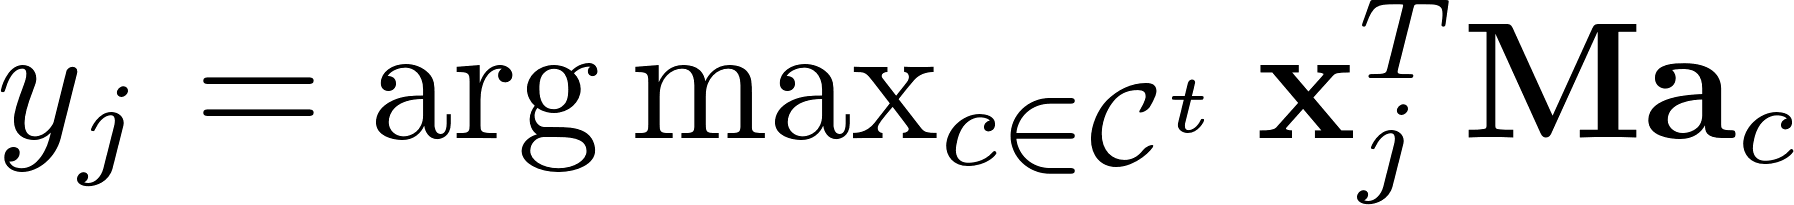 $y_j = \arg\max_{c \in \mathcal{C}^t} \mathbf{x}_j^T \mathbf{M} \mathbf{a}_c$